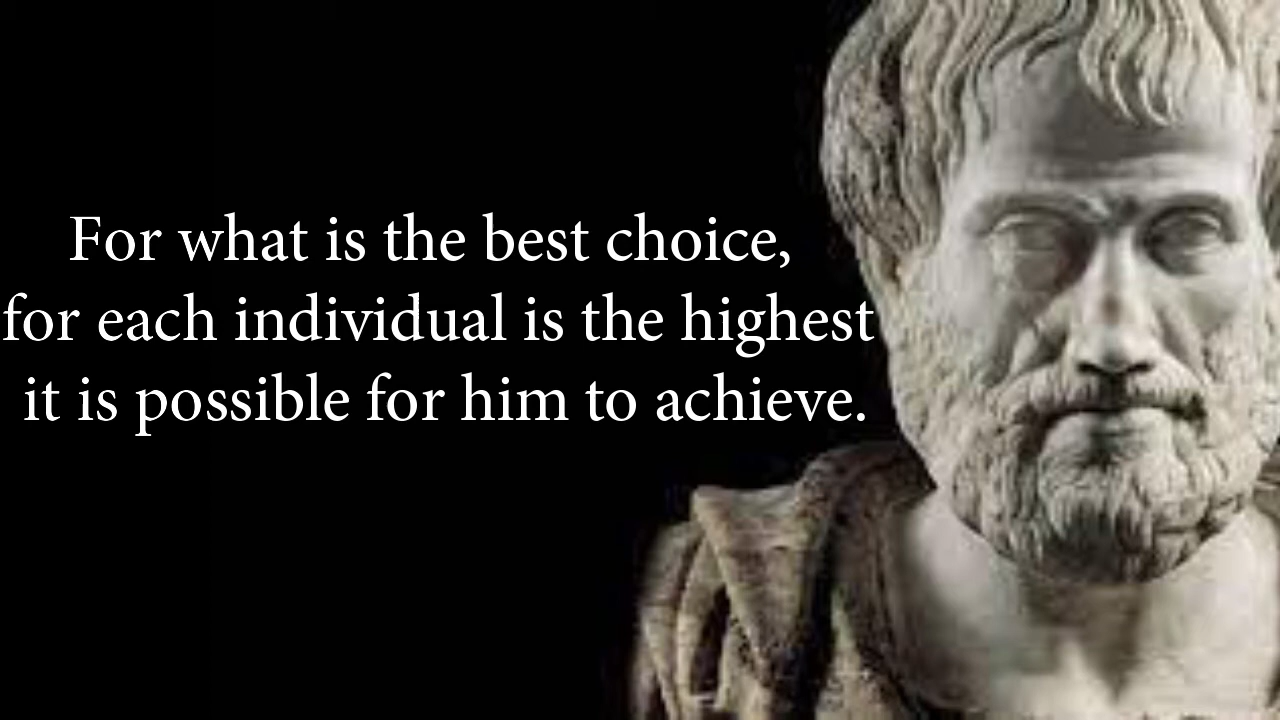 For what is the best choice,
for each individual is the highest
it is possible for him to achieve.